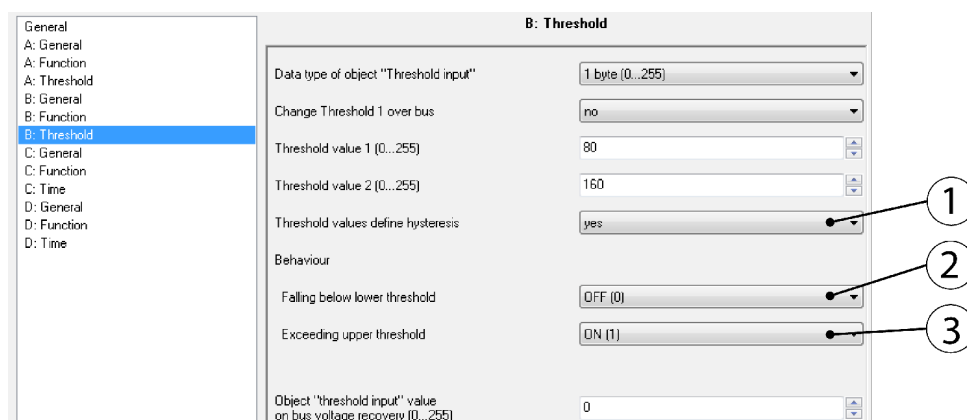 B: Threshold
General
A: General
A: Function
A: Threshold
B: General
B: Function
B: Threshold
C: General
C: Function
C: Time
D: General
D: Function
D: Time
Data type of object "Threshold input" 1 byte (0...255)
Change Threshold 1 over bus no
Threshold value 1 (0...255) 80
Threshold value 2 (0...255) 160
Threshold values define hysteresis yes 1
Behaviour
Falling below lower threshold OFF (0) 2
Exceeding upper threshold ON (1) 3
Object "threshold input" value
on bus voltage recovery (0...255) 0